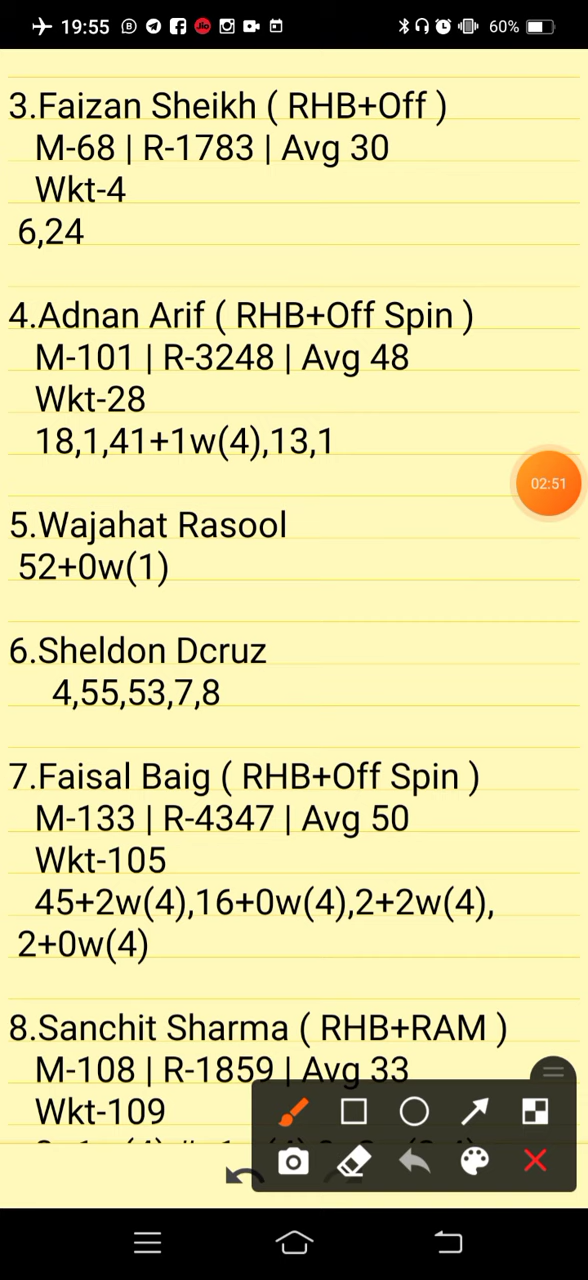 19:55
60%
3.Faizan Sheikh ( RHB+Off )
M-68 | R-1783 | Avg 30
Wkt-4
6,24
4.Adnan Arif ( RHB+Off Spin )
M-101 | R-3248 | Avg 48
Wkt-28
18,1,41+1w(4),13,1
02:51
5.Wajahat Rasool
52+0w(1)
6.Sheldon Dcruz
4,55,53,7,8
7.Faisal Baig ( RHB+Off Spin )
M-133 | R-4347 | Avg 50
Wkt-105
45+2w(4),16+0w(4),2+2w(4),
2+0w(4)
8.Sanchit Sharma ( RHB+RAM )
M-108 | R-1859 | Avg 33
Wkt-109